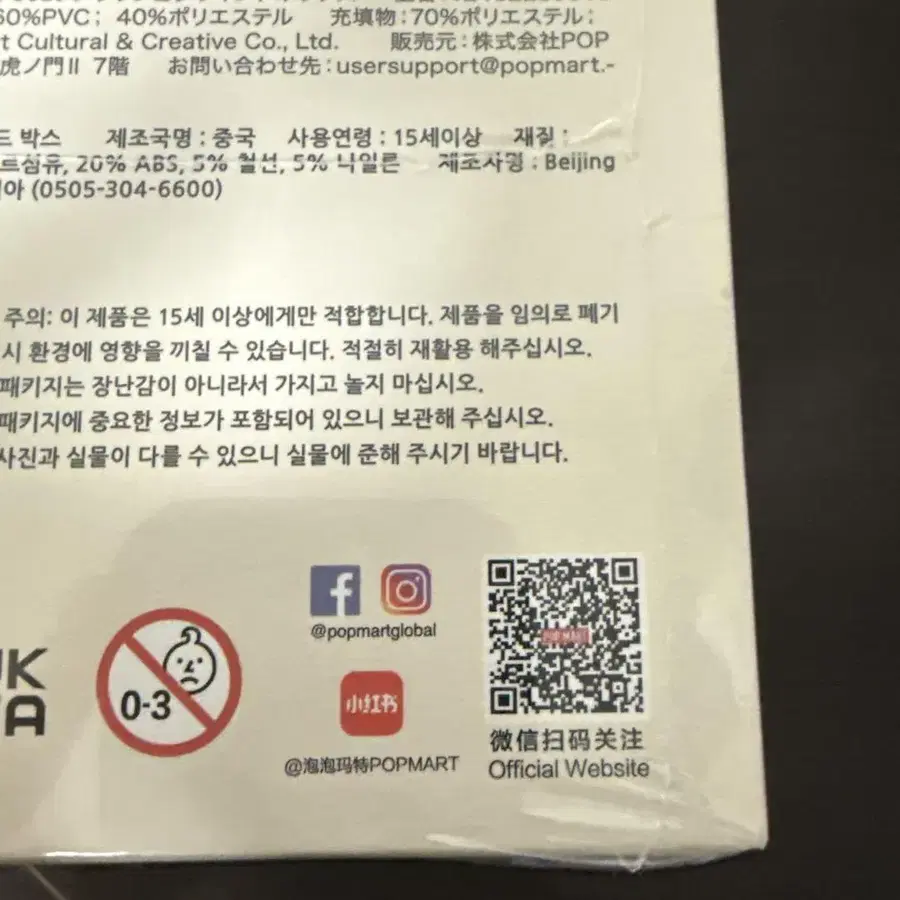 60%PVC; 40%ポリエステル 充填物:70%ポリエステル;
t Cultural & Creative Co., Ltd. 販売元:株式会社POP
虎ノ門II 7階 お問い合わせ先:usersupport@popmart.-
드 박스 제조국명 : 중국 사용연령 : 15세이상 재질 :
르섬유, 20% ABS, 5% 철선, 5% 나일론 제조사명 : Beijing
아 (0505-304-6600)
주의: 이 제품은 15세 이상에게만 적합합니다. 제품을 임의로 폐기
시 환경에 영향을 끼칠 수 있습니다. 적절히 재활용 해주십시오.
패키지는 장난감이 아니라서 가지고 놀지 마십시오.
패키지에 중요한 정보가 포함되어 있으니 보관해 주십시오.
사진과 실물이 다를 수 있으니 실물에 준해 주시기 바랍니다.
@popmartglobal
POP MART
UK
CA
0-3
小红书
@泡泡玛特POPMART
微信扫码关注
Official Website